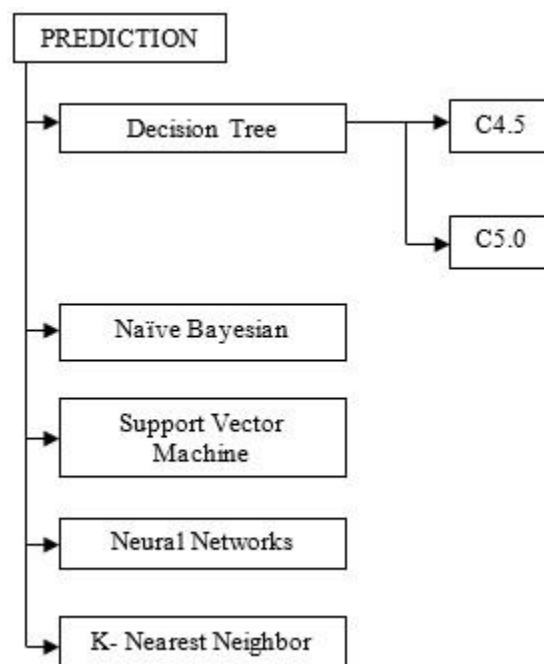 PREDICTION
Decision Tree
C4.5
C5.0
Naïve Bayesian
Support Vector
Machine
Neural Networks
K- Nearest Neighbor